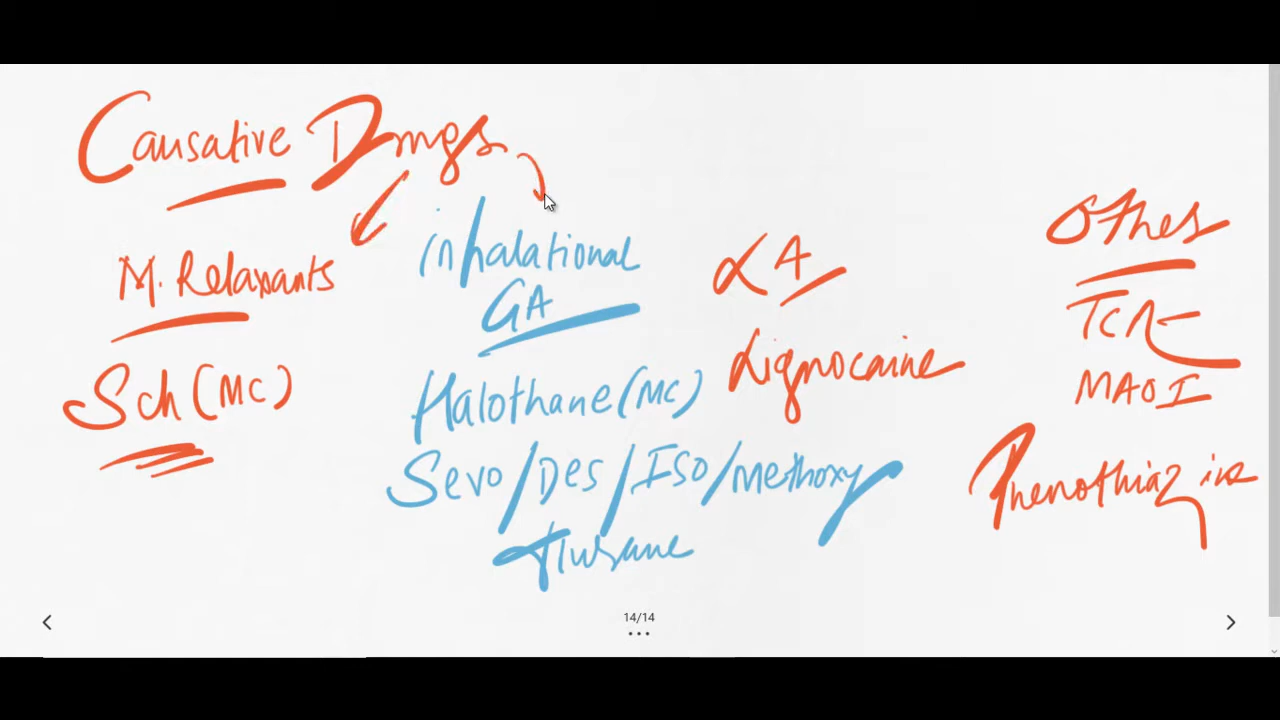 Causative Drugs
M. Relaxants
Sch (MC)
inhalational
GA
Halothane (MC)
Sevo/Des/Iso/Methoxy
flurane
LA
Lignocaine
Othes
TCA
MAOI
Phenothiazine
14/14